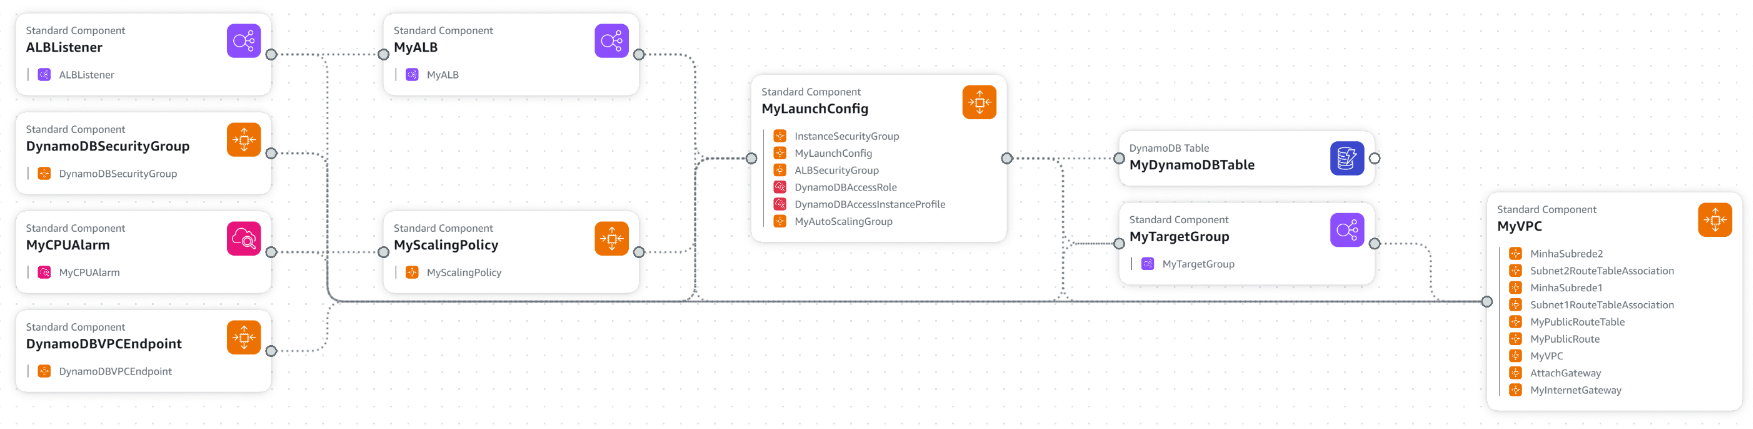 Standard Component
ALBListener
ALBListener
Standard Component
DynamoDBSecurityGroup
DynamoDBSecurityGroup
Standard Component
MyCPUAlarm
MyCPUAlarm
Standard Component
DynamoDBVPCEndpoint
DynamoDBVPCEndpoint
Standard Component
MyALB
MyALB
Standard Component
MyScalingPolicy
MyScalingPolicy
Standard Component
MyLaunchConfig
InstanceSecurityGroup
MyLaunchConfig
ALBSecurityGroup
DynamoDBAccessRole
DynamoDBAccessInstanceProfile
MyAutoScalingGroup
DynamoDB Table
MyDynamoDBTable
Standard Component
MyTargetGroup
MyTargetGroup
Standard Component
MyVPC
MinhaSubrede2
Subnet2RouteTableAssociation
MinhaSubrede1
Subnet1RouteTableAssociation
MyPublicRouteTable
MyPublicRoute
MyVPC
AttachGateway
MyInternetGateway